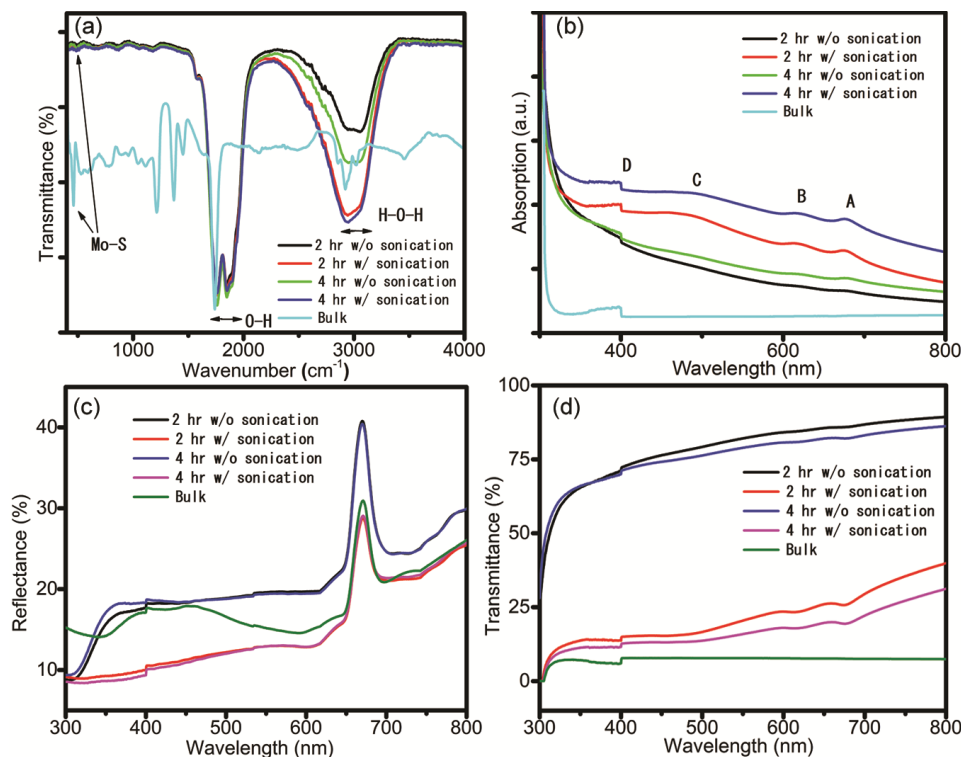 (a)
Transmittance (%)
Mo-S
H-O-H
2 hr w/o sonication
2 hr w/ sonication
4 hr w/o sonication
4 hr w/ sonication
Bulk
O-H
1000 2000 3000 4000
Wavenumber (cm⁻¹)
(b)
Absorption (a.u.)
2 hr w/o sonication
2 hr w/ sonication
4 hr w/o sonication
4 hr w/ sonication
Bulk
D C B A
400 500 600 700 800
Wavelength (nm)
(c)
Reflectance (%)
40
30
20
10
2 hr w/o sonication
2 hr w/ sonication
4 hr w/o sonication
4 hr w/ sonication
Bulk
300 400 500 600 700 800
Wavelength (nm)
(d)
Transmittance (%)
100
75
50
25
0
2 hr w/o sonication
2 hr w/ sonication
4 hr w/o sonication
4 hr w/ sonication
Bulk
300 400 500 600 700 800
Wavelength (nm)